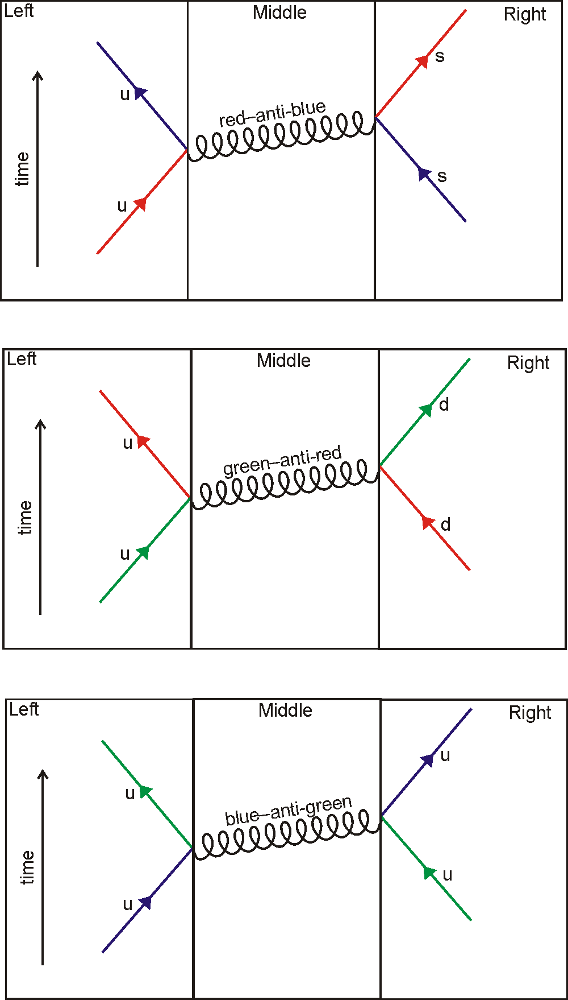 Left
Middle
Right
s
red–anti-blue
u
time
s
u
Left
Middle
Right
d
u
green–anti-red
time
d
u
Left
Middle
Right
u
u
blue–anti-green
time
u
u